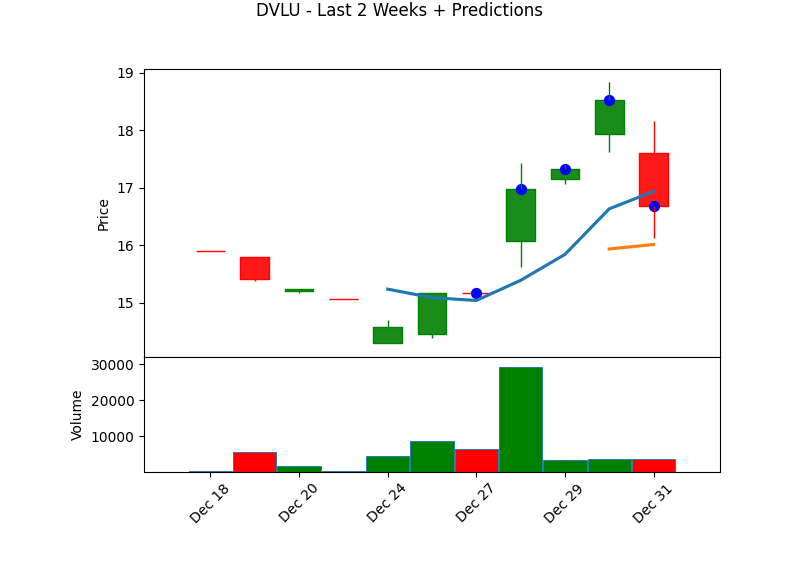 DVLU - Last 2 Weeks + Predictions
19
18
17
16
15
Price
30000
20000
10000
Volume
Dec 18
Dec 20
Dec 24
Dec 27
Dec 29
Dec 31